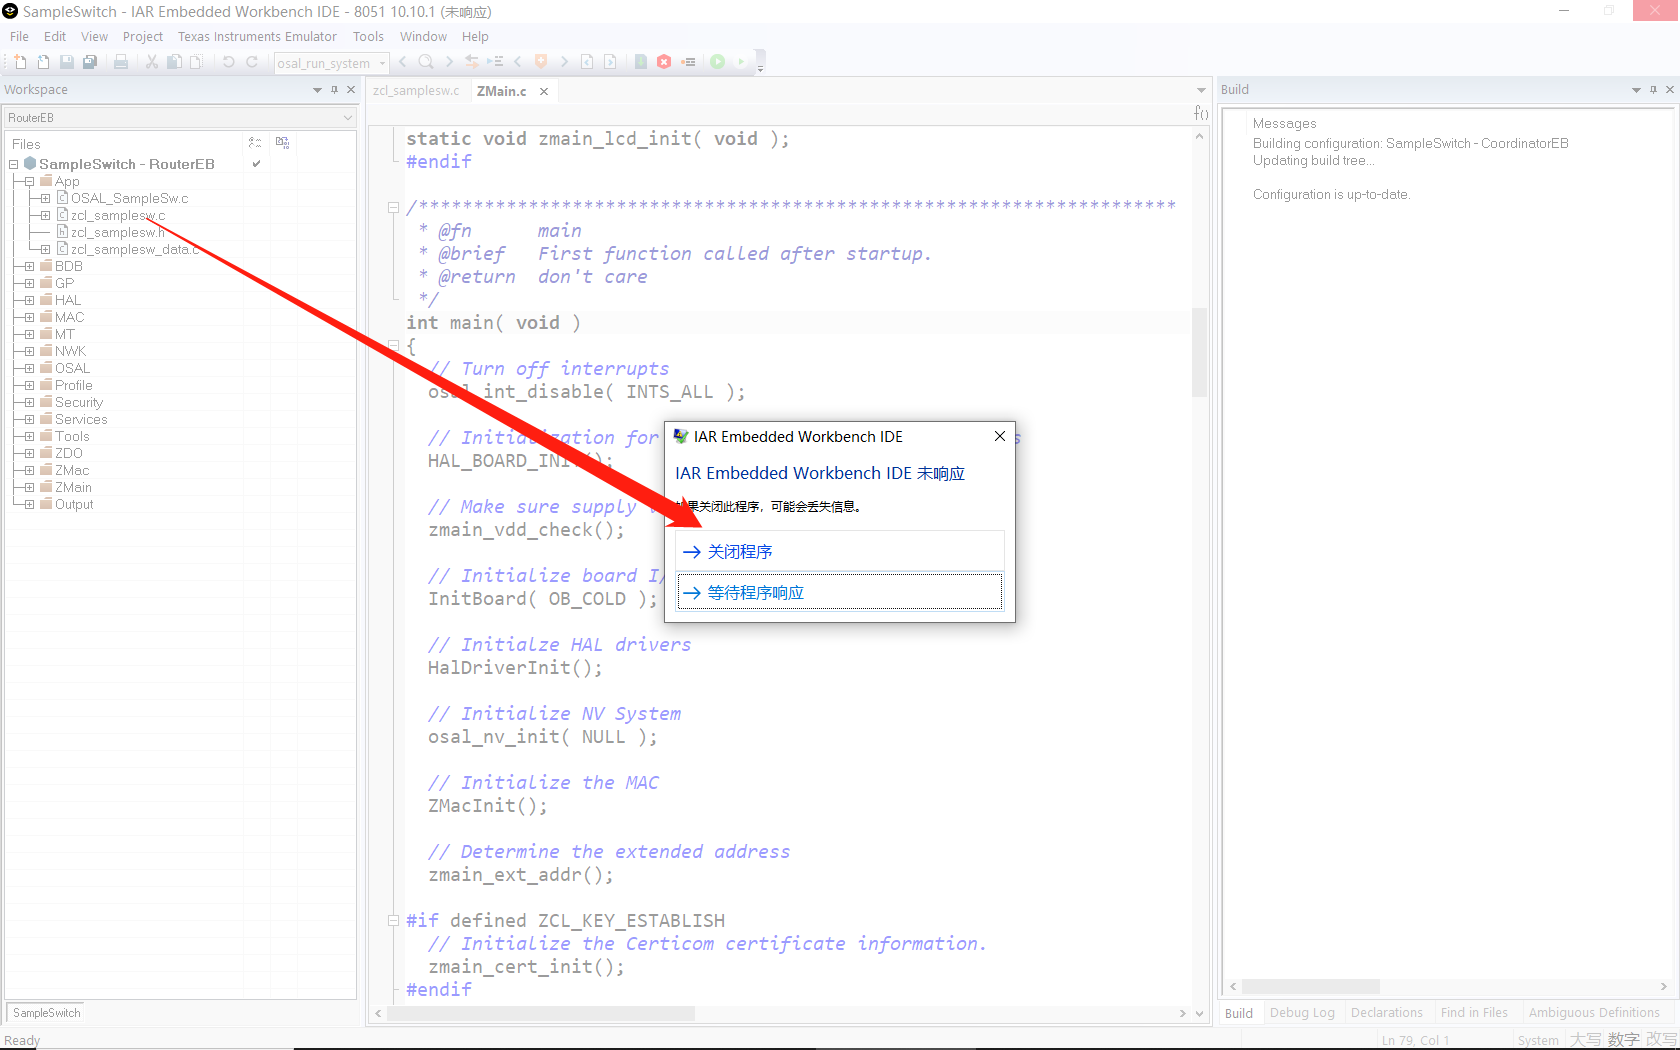 SampleSwitch - IAR Embedded Workbench IDE - 8051 10.10.1 (未响应)
File Edit View Project Texas Instruments Emulator Tools Window Help
osal_run_system
Workspace
RouterEB
Files
SampleSwitch - RouterEB
App
OSAL_SampleSw.c
zcl_samplesw.c
zcl_samplesw.h
zcl_samplesw_data.c
BDB
GP
HAL
MAC
MT
NWK
OSAL
Profile
Security
Services
Tools
ZDO
ZMac
ZMain
Output
SampleSwitch
zcl_samplesw.c ZMain.c
f()
static void zmain_lcd_init( void );
#endif
/*********************************************************************
* @fn main
* @brief First function called after startup.
* @return don't care
*/
int main( void )
{
// Turn off interrupts
osal_int_disable( INTS_ALL );
// Initialization for
HAL_BOARD_INIT();
// Make sure supply
zmain_vdd_check();
// Initialize board I/
InitBoard( OB_COLD );
// Initialze HAL drivers
HalDriverInit();
// Initialize NV System
osal_nv_init( NULL );
// Initialize the MAC
ZMacInit();
// Determine the extended address
zmain_ext_addr();
#if defined ZCL_KEY_ESTABLISH
// Initialize the Certicom certificate information.
zmain_cert_init();
#endif
IAR Embedded Workbench IDE
IAR Embedded Workbench IDE 未响应
如果关闭此程序，可能会丢失信息。
关闭程序
等待程序响应
Build
Messages
Building configuration: SampleSwitch - CoordinatorEB
Updating build tree...
Configuration is up-to-date.
Build Debug Log Declarations Find in Files Ambiguous Definitions
Ready
Ln 79, Col 1 System 大写 数字 改写